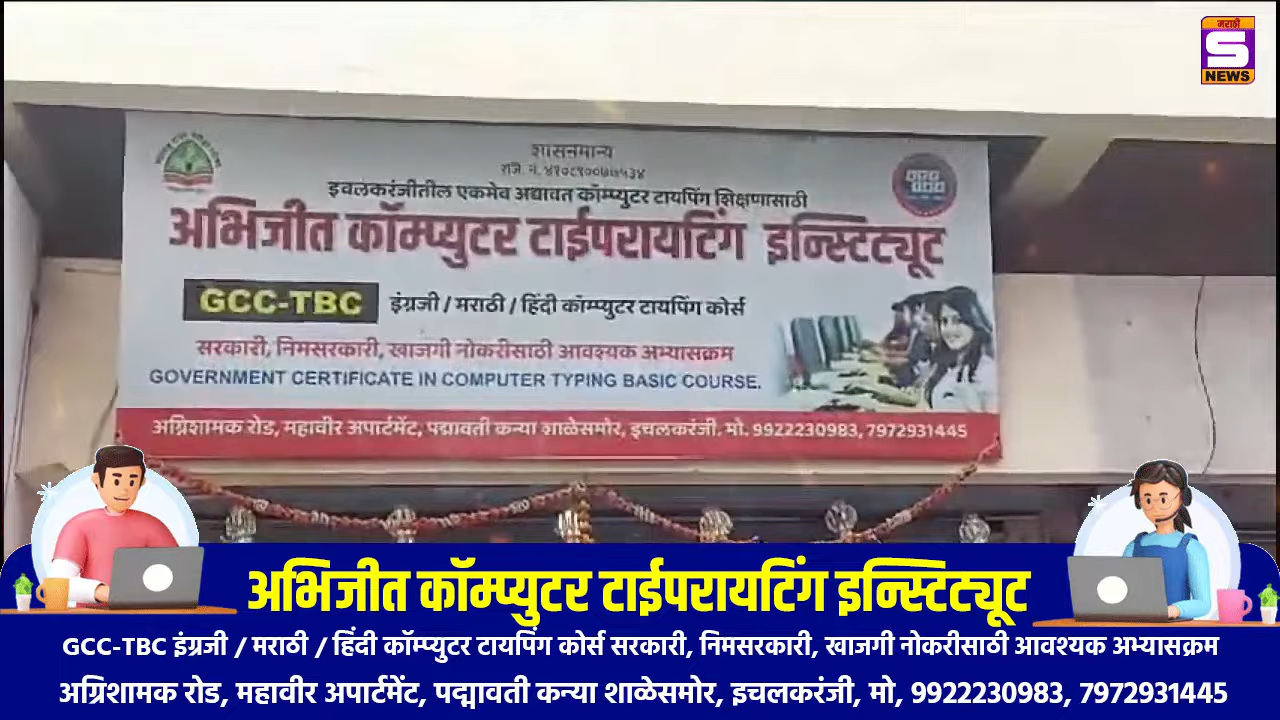 मराठी
S
NEWS
शासनमान्य
रजि. नं. ४१०८९००७७५३४
इचलकरंजीतील एकमेव अद्यावत कॉम्प्युटर टायपिंग शिक्षणासाठी
अभिजीत कॉम्प्युटर टाईपरायटिंग इन्स्टिट्यूट
GCC-TBC इंग्रजी / मराठी / हिंदी कॉम्प्युटर टायपिंग कोर्स
सरकारी, निमसरकारी, खाजगी नोकरीसाठी आवश्यक अभ्यासक्रम
GOVERNMENT CERTIFICATE IN COMPUTER TYPING BASIC COURSE.
अग्निशामक रोड, महावीर अपार्टमेंट, पद्मावती कन्या शाळेसमोर, इचलकरंजी. मो. 9922230983, 7972931445
अभिजीत कॉम्प्युटर टाईपरायटिंग इन्स्टिट्यूट
GCC-TBC इंग्रजी / मराठी / हिंदी कॉम्प्युटर टायपिंग कोर्स सरकारी, निमसरकारी, खाजगी नोकरीसाठी आवश्यक अभ्यासक्रम
अग्निशामक रोड, महावीर अपार्टमेंट, पद्मावती कन्या शाळेसमोर, इचलकरंजी, मो, 9922230983, 7972931445